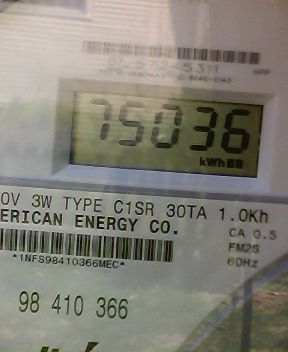 75036
kWh
0V 3W TYPE C1SR 30TA 1.0Kh
ERICAN ENERGY CO.
CA 0.5
FM2S
60Hz
*1NFS98410366MEC*
98 410 366